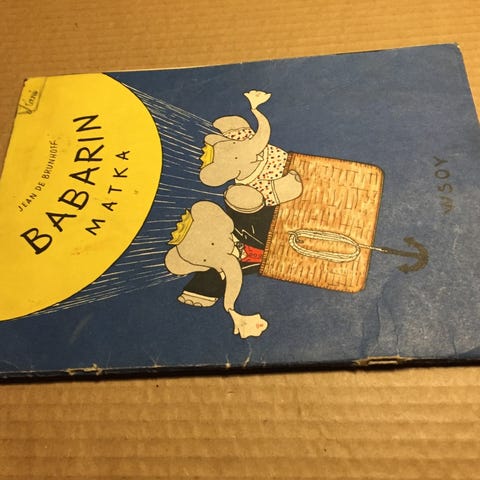 JEAN DE BRUNHOFF
BABARIN
MATKA
WSOY